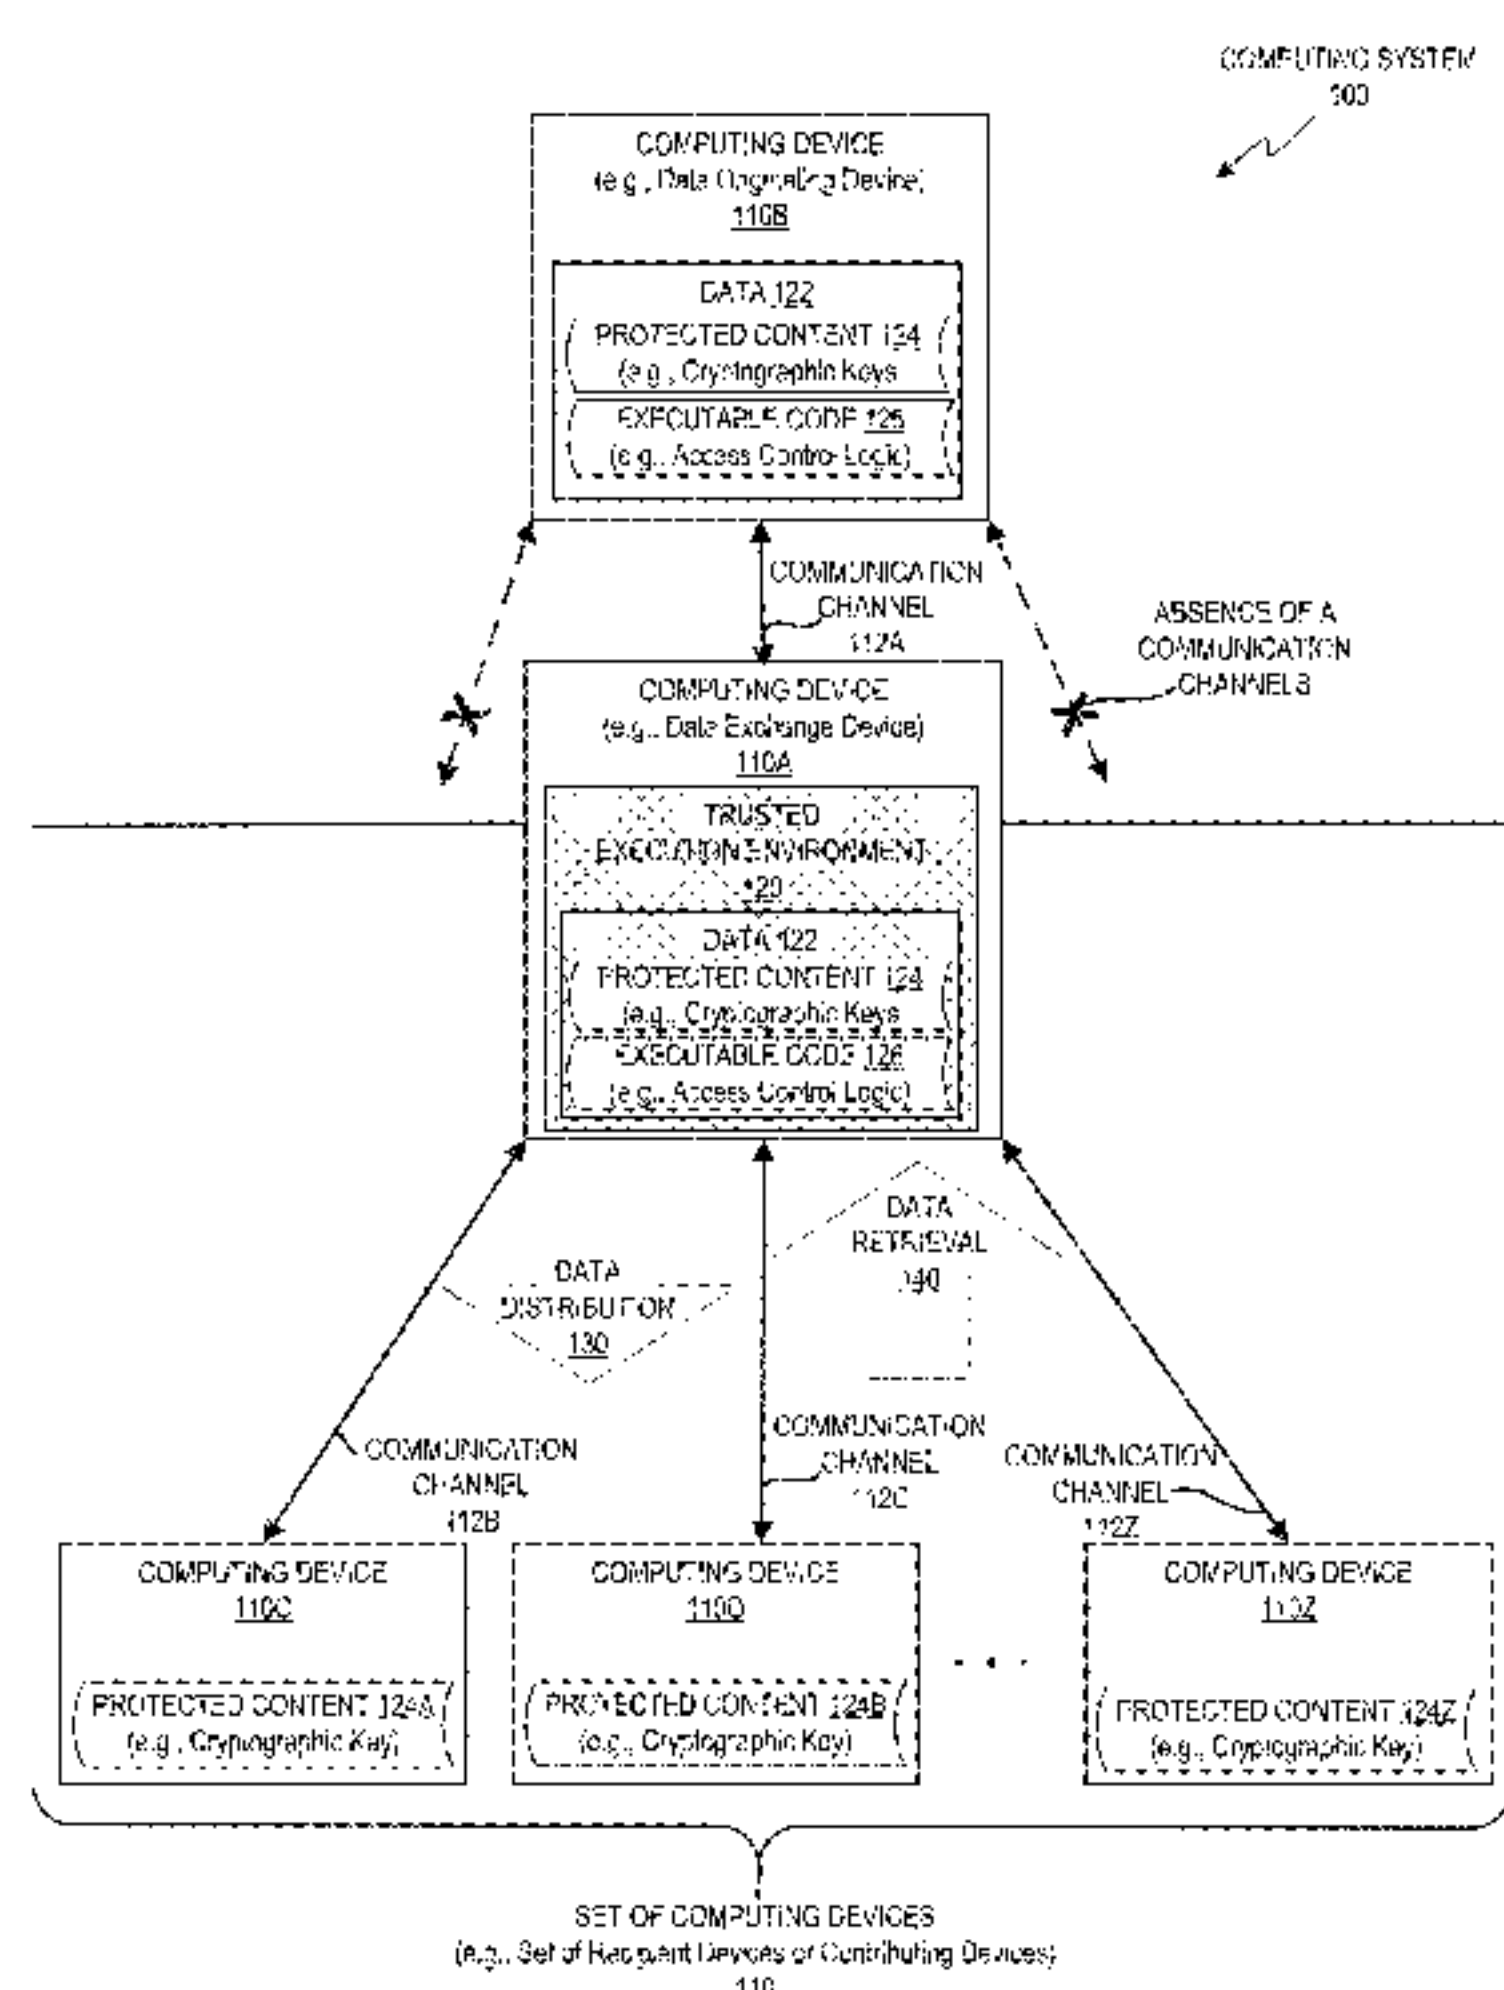 COMPUTING SYSTEM
100
COMPUTING DEVICE
(e.g., Data Originating Device)
110B
DATA 122
PROTECTED CONTENT 124
(e.g., Cryptographic Keys
EXECUTABLE CODE 126
(e.g., Access Control Logic)
COMMUNICATION
CHANNEL
112A
ABSENCE OF A
COMMUNICATION
CHANNELS
COMPUTING DEVICE
(e.g., Data Exchange Device)
110A
TRUSTED
EXECUTION ENVIRONMENT
120
DATA 122
PROTECTED CONTENT 124
(e.g., Cryptographic Keys
EXECUTABLE CODE 126
(e.g., Access Control Logic)
DATA
RETRIEVAL
140
DATA
DISTRIBUTION
130
COMMUNICATION
CHANNEL
112B
COMMUNICATION
CHANNEL
112C
COMMUNICATION
CHANNEL
112Z
COMPUTING DEVICE
110C
PROTECTED CONTENT 124A
(e.g., Cryptographic Key)
COMPUTING DEVICE
110D
PROTECTED CONTENT 124B
(e.g., Cryptographic Key)
. . .
COMPUTING DEVICE
110Z
PROTECTED CONTENT 124Z
(e.g., Cryptographic Key)
SET OF COMPUTING DEVICES
(e.g., Set of Recipient Devices or Contributing Devices)
110